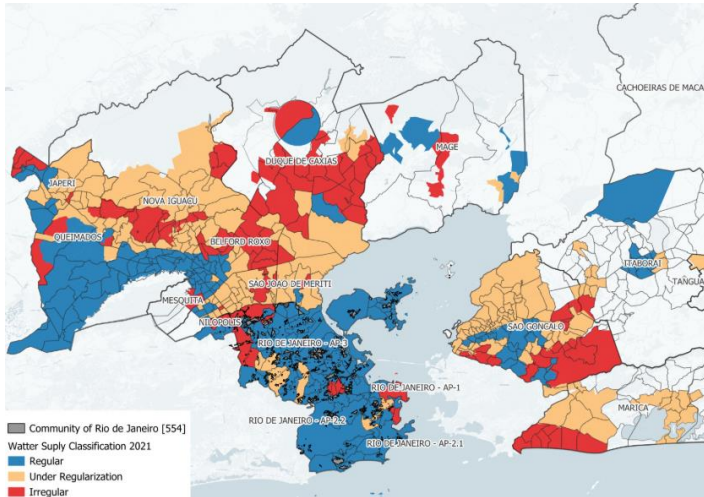 CACHOEIRAS DE MACA
DUQUE DE CAXIAS
MAGE
JAPERI
NOVA IGUACU
QUEIMADOS
BELFORD ROXO
ITABORAI
TANGUA
SAO JOAO DE MERITI
MESQUITA
NILOPOLIS
SAO GONCALO
RIO DE JANEIRO - AP-3
RIO DE JANEIRO - AP-1
MARICA
RIO DE JANEIRO - AP-2.2
RIO DE JANEIRO - AP-2.1
Community of Rio de Janeiro [554]
Watter Suply Classification 2021
Regular
Under Regularization
Irregular